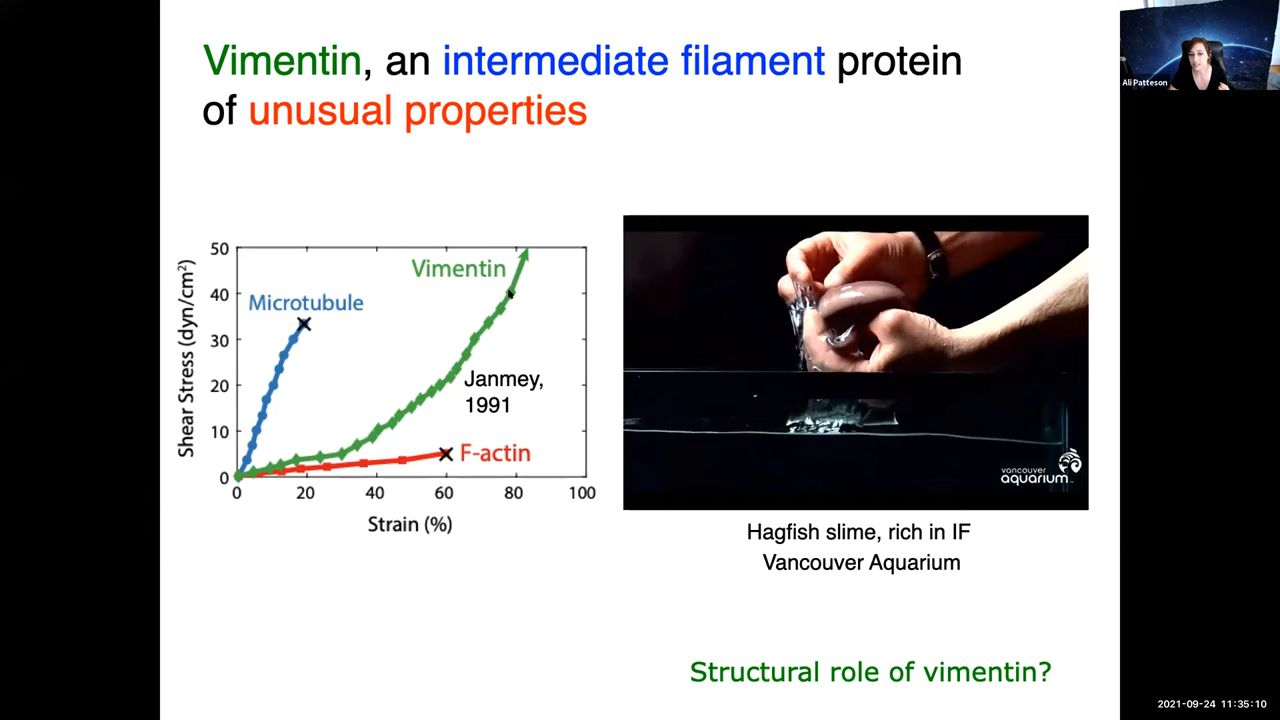 Vimentin, an intermediate filament protein
of unusual properties
Ali Patteson
Shear Stress (dyn/cm²)
50
40
30
20
10
0
Microtubule
Vimentin
Janmey,
1991
F-actin
0 20 40 60 80 100
Strain (%)
vancouver
aquarium
Hagfish slime, rich in IF
Vancouver Aquarium
Structural role of vimentin?
2021-09-24 11:35:10